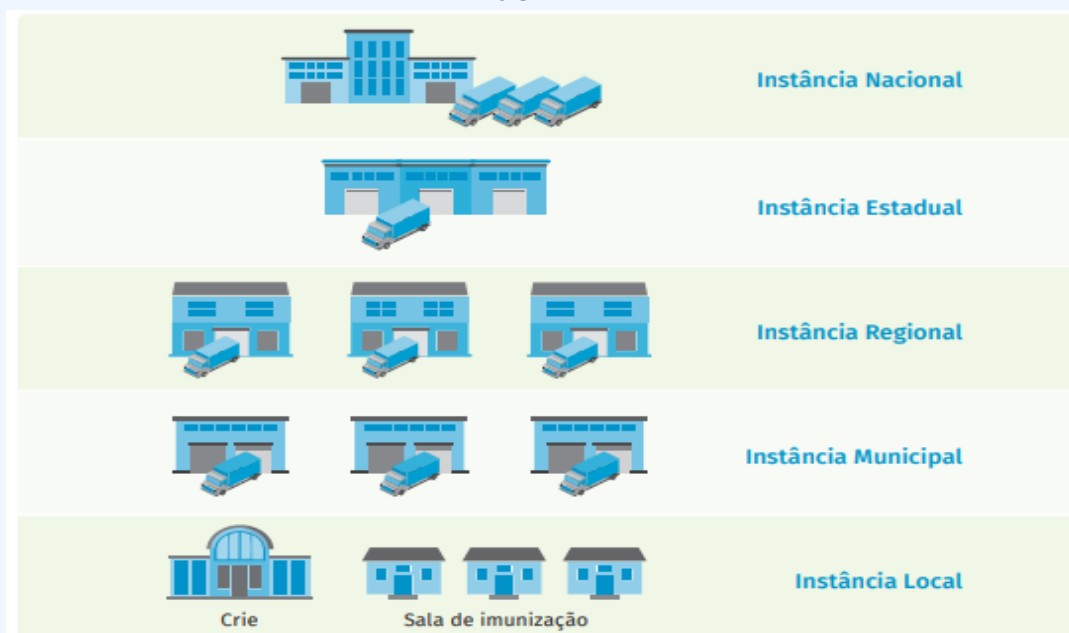 Instância Nacional
Instância Estadual
Instância Regional
Instância Municipal
Instância Local
Crie
Sala de imunização